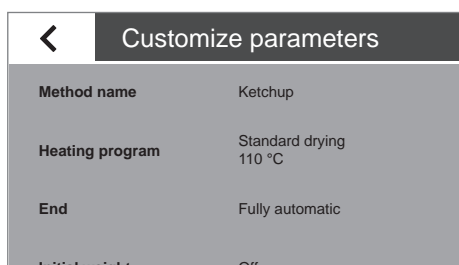 Customize parameters
Method name Ketchup
Heating program Standard drying
110 °C
End Fully automatic